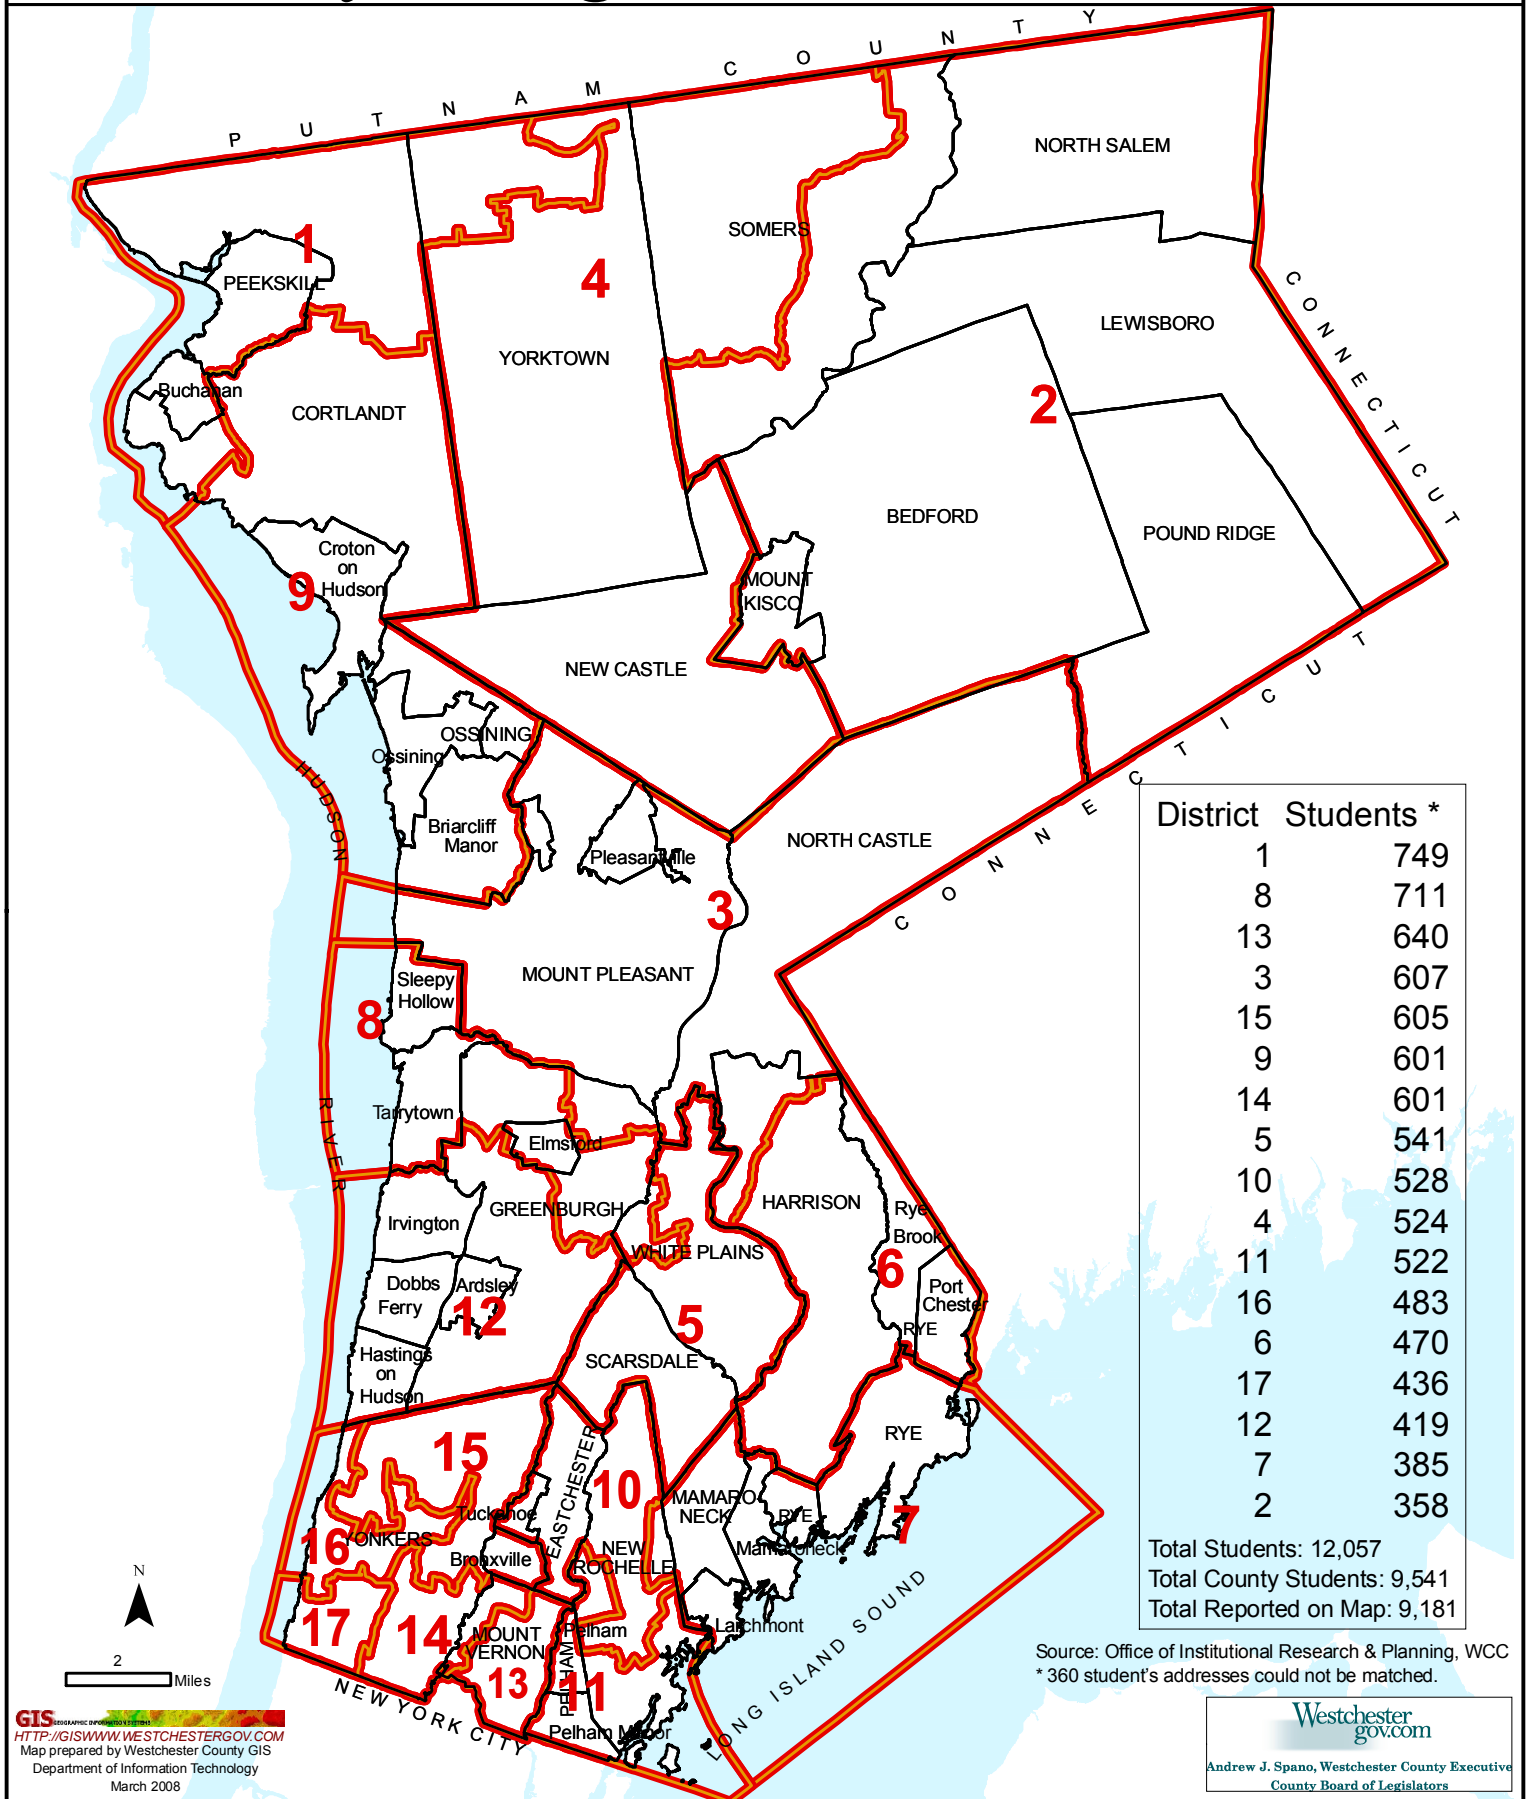 P U T N A M C O U N T Y
NORTH SALEM
SOMERS
1
PEEKSKILL
4
CONNECTICUT
LEWISBORO
YORKTOWN
Buchanan
CORTLANDT
2
BEDFORD
POUND RIDGE
Croton
on
Hudson
9
MOUNT
KISCO
NEW CASTLE
CONNECTICUT
OSSINING
Ossining
HUDSON
RIVER
Briarcliff
Manor
Pleasantville
NORTH CASTLE
3
MOUNT PLEASANT
Sleepy
Hollow
8
Tarrytown
Elmsford
HARRISON
GREENBURGH
Irvington
Rye
Brook
WHITE PLAINS
6
Dobbs
Ferry
Ardsley
12
Port
Chester
RYE
5
SCARSDALE
Hastings
on
Hudson
RYE
15
EASTCHESTER
10
MAMARO-
NECK
RYE
7
Tuckahoe
16
YONKERS
Bronxville
NEW
ROCHELLE
Mamaroneck
17
14
MOUNT
VERNON
13
Pelham
PELHAM
11
Larchmont
Pelham Manor
LONG ISLAND SOUND
NEW YORK CITY
District Students *
1 749
8 711
13 640
3 607
15 605
9 601
14 601
5 541
10 528
4 524
11 522
16 483
6 470
17 436
12 419
7 385
2 358
Total Students: 12,057
Total County Students: 9,541
Total Reported on Map: 9,181
Source: Office of Institutional Research & Planning, WCC
* 360 student's addresses could not be matched.
N
2
Miles
GIS GEOGRAPHIC INFORMATION SYSTEMS
HTTP://GISWWW.WESTCHESTERGOV.COM
Map prepared by Westchester County GIS
Department of Information Technology
March 2008
Westchester
gov.com
Andrew J. Spano, Westchester County Executive
County Board of Legislators